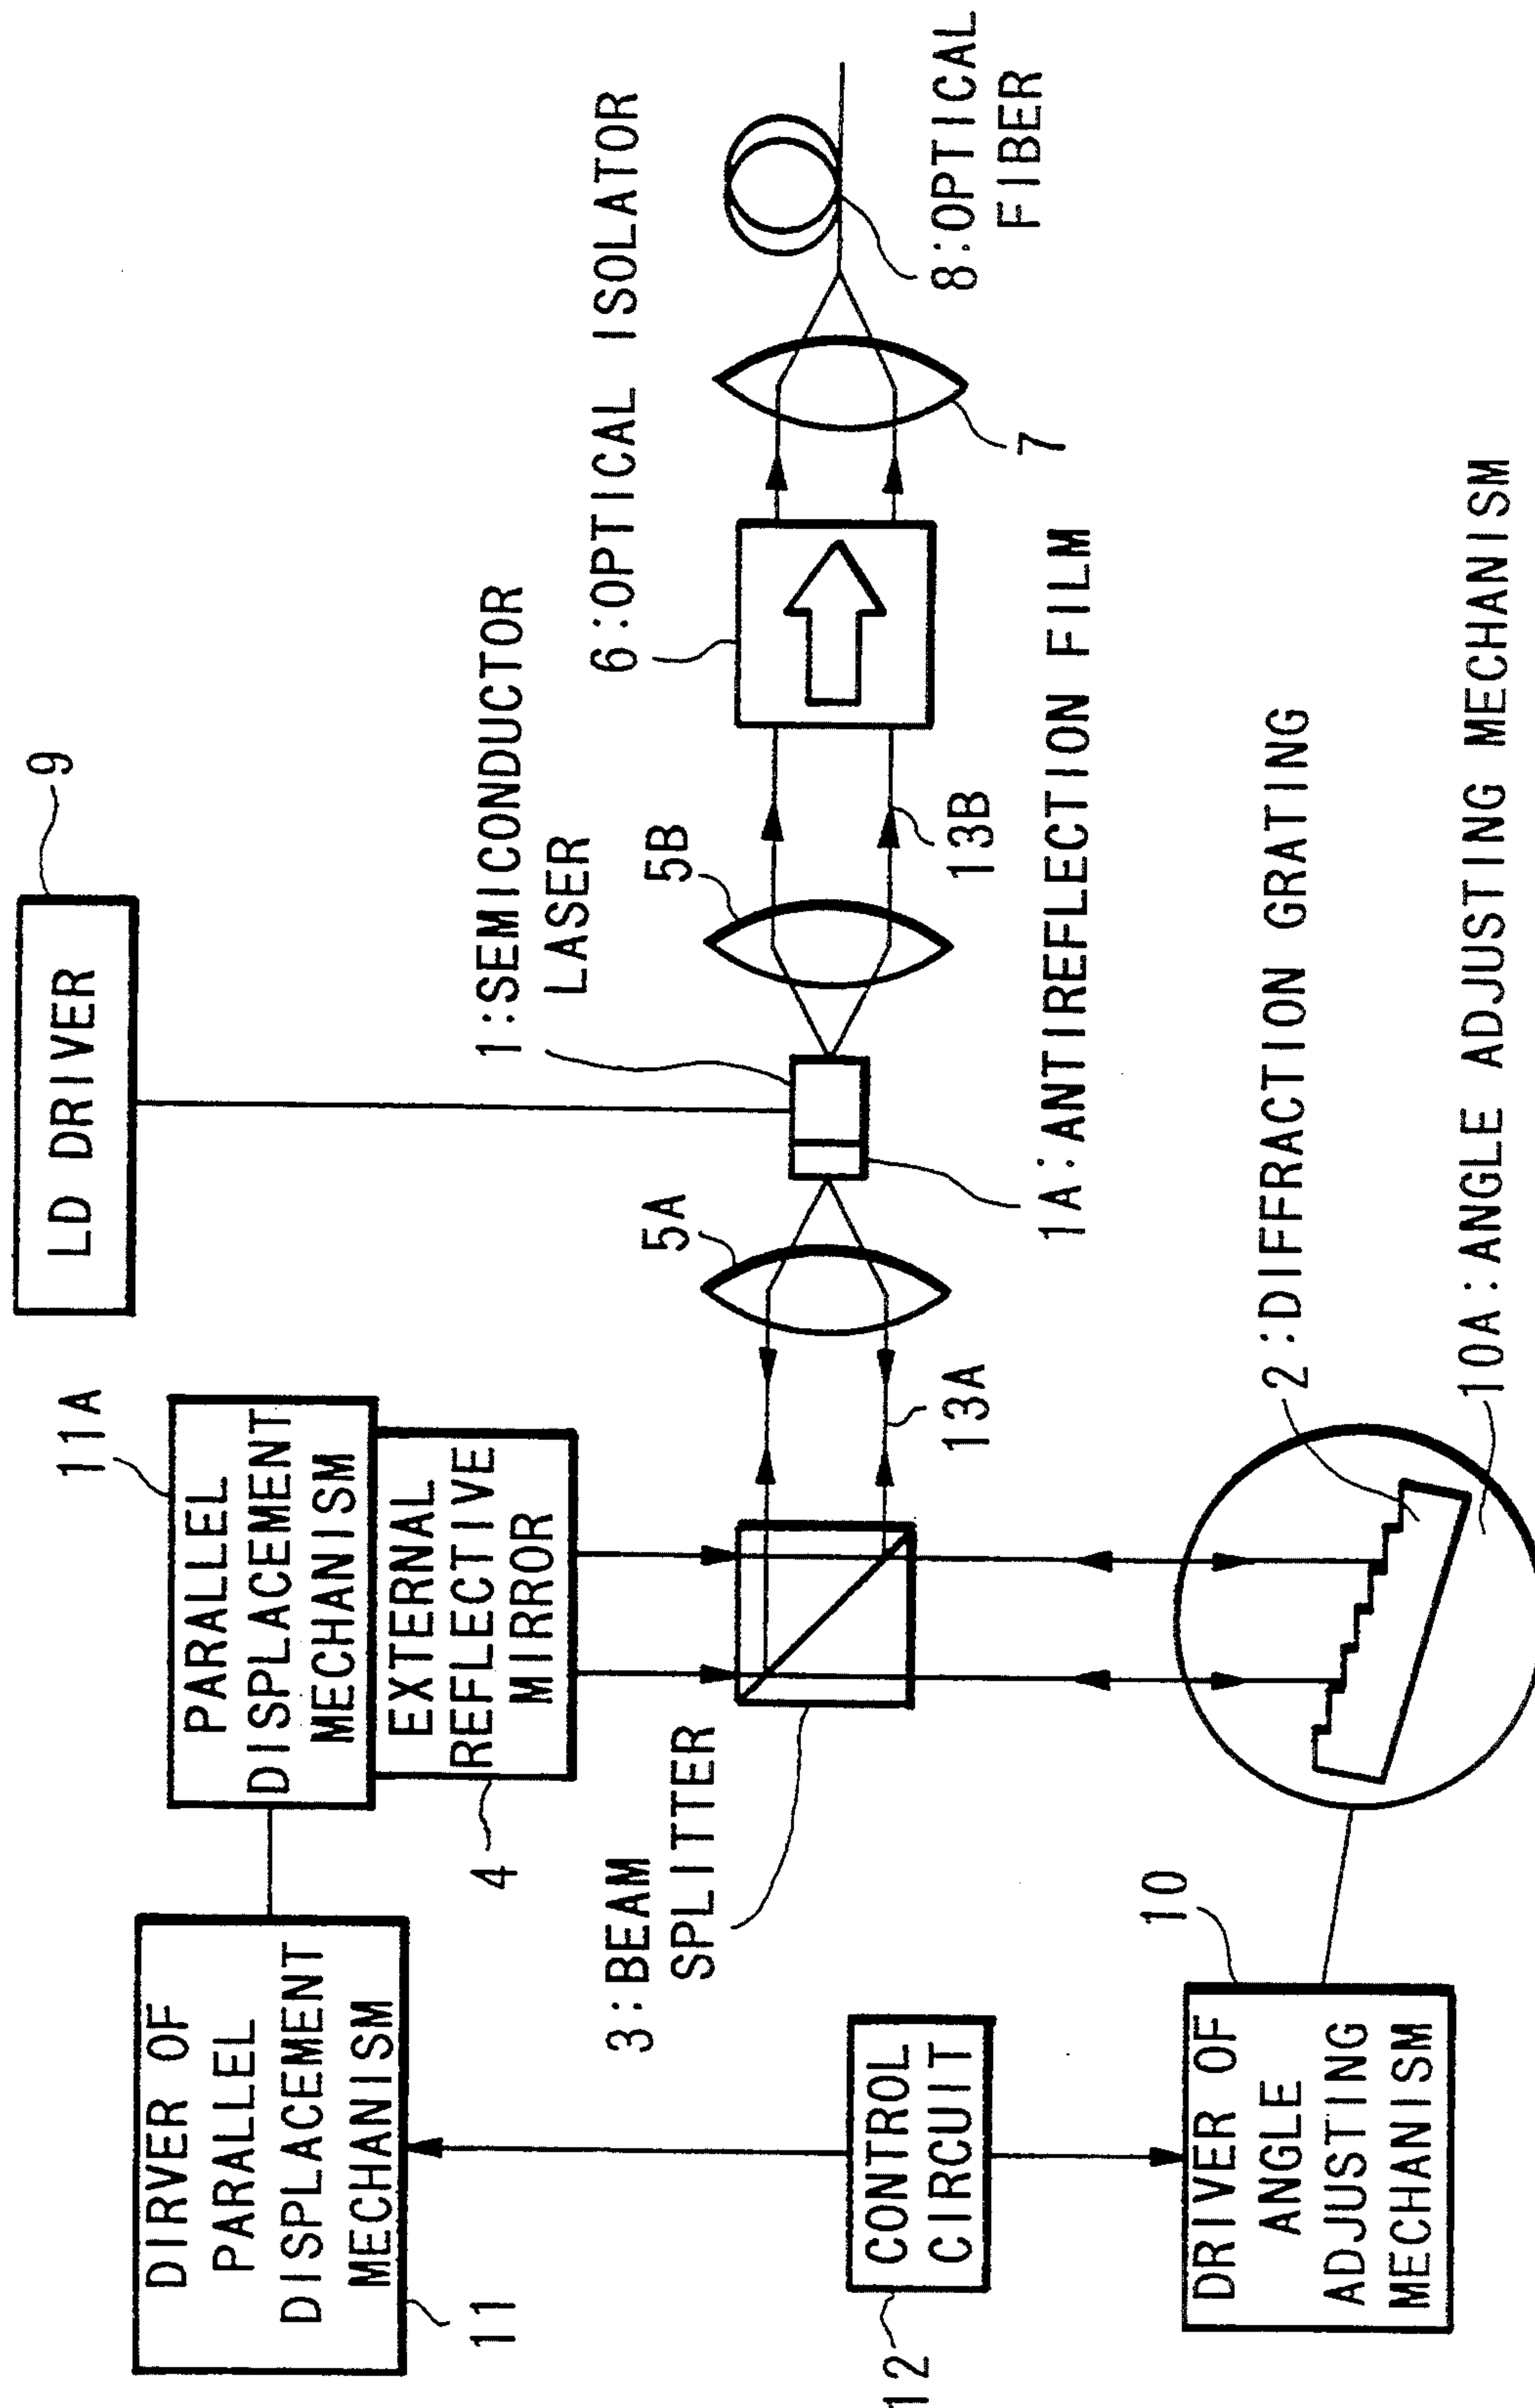 9
LD DRIVER
1:SEMICONDUCTOR
LASER
6:OPTICAL ISOLATOR
8:OPTICAL
FIBER
7
5B
13B
1A:ANTIREFLECTION FILM
5A
13A
11A
PARALLEL
DISPLACEMENT
MECHANISM
EXTERNAL
REFLECTIVE
MIRROR
4
3:BEAM
SPLITTER
2:DIFFRACTION GRATING
10A:ANGLE ADJUSTING MECHANISM
DIRVER OF
PARALLEL
DISPLACEMENT
MECHANISM
11
CONTROL
CIRCUIT
12
10
DRIVER OF
ANGLE
ADJUSTING
MECHANISM